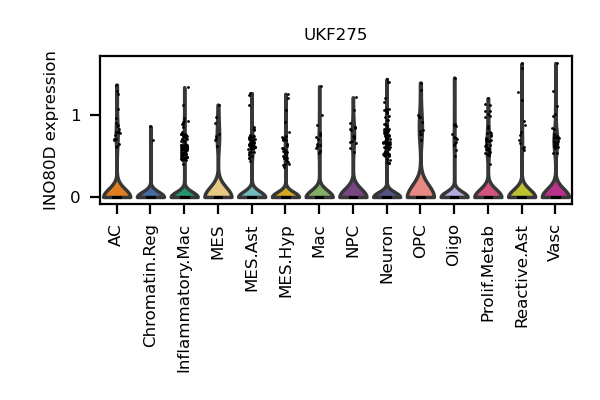 UKF275
INO80D expression
1
0
AC
Chromatin.Reg
Inflammatory.Mac
MES
MES.Ast
MES.Hyp
Mac
NPC
Neuron
OPC
Oligo
Prolif.Metab
Reactive.Ast
Vasc